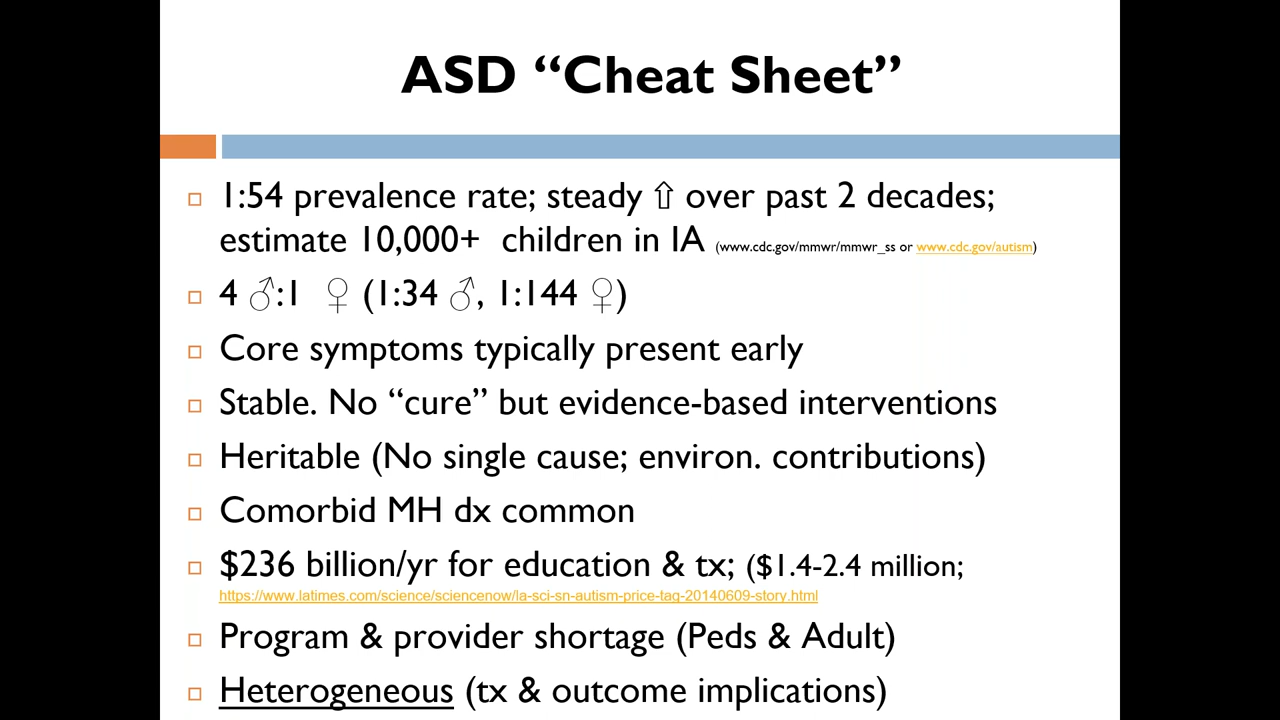 ASD “Cheat Sheet”
1:54 prevalence rate; steady ⇧ over past 2 decades;
estimate 10,000+ children in IA (www.cdc.gov/mmwr/mmwr_ss or www.cdc.gov/autism)
4 ♂:1 ♀ (1:34 ♂, 1:144 ♀)
Core symptoms typically present early
Stable. No “cure” but evidence-based interventions
Heritable (No single cause; environ. contributions)
Comorbid MH dx common
$236 billion/yr for education & tx; ($1.4-2.4 million;
https://www.latimes.com/science/sciencenow/la-sci-sn-autism-price-tag-20140609-story.html
Program & provider shortage (Peds & Adult)
Heterogeneous (tx & outcome implications)